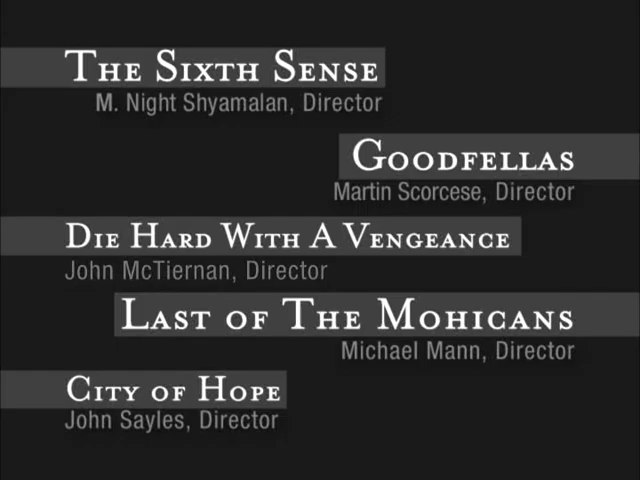 The Sixth Sense
M. Night Shyamalan, Director
Goodfellas
Martin Scorcese, Director
Die Hard With A Vengeance
John McTiernan, Director
Last of The Mohicans
Michael Mann, Director
City of Hope
John Sayles, Director